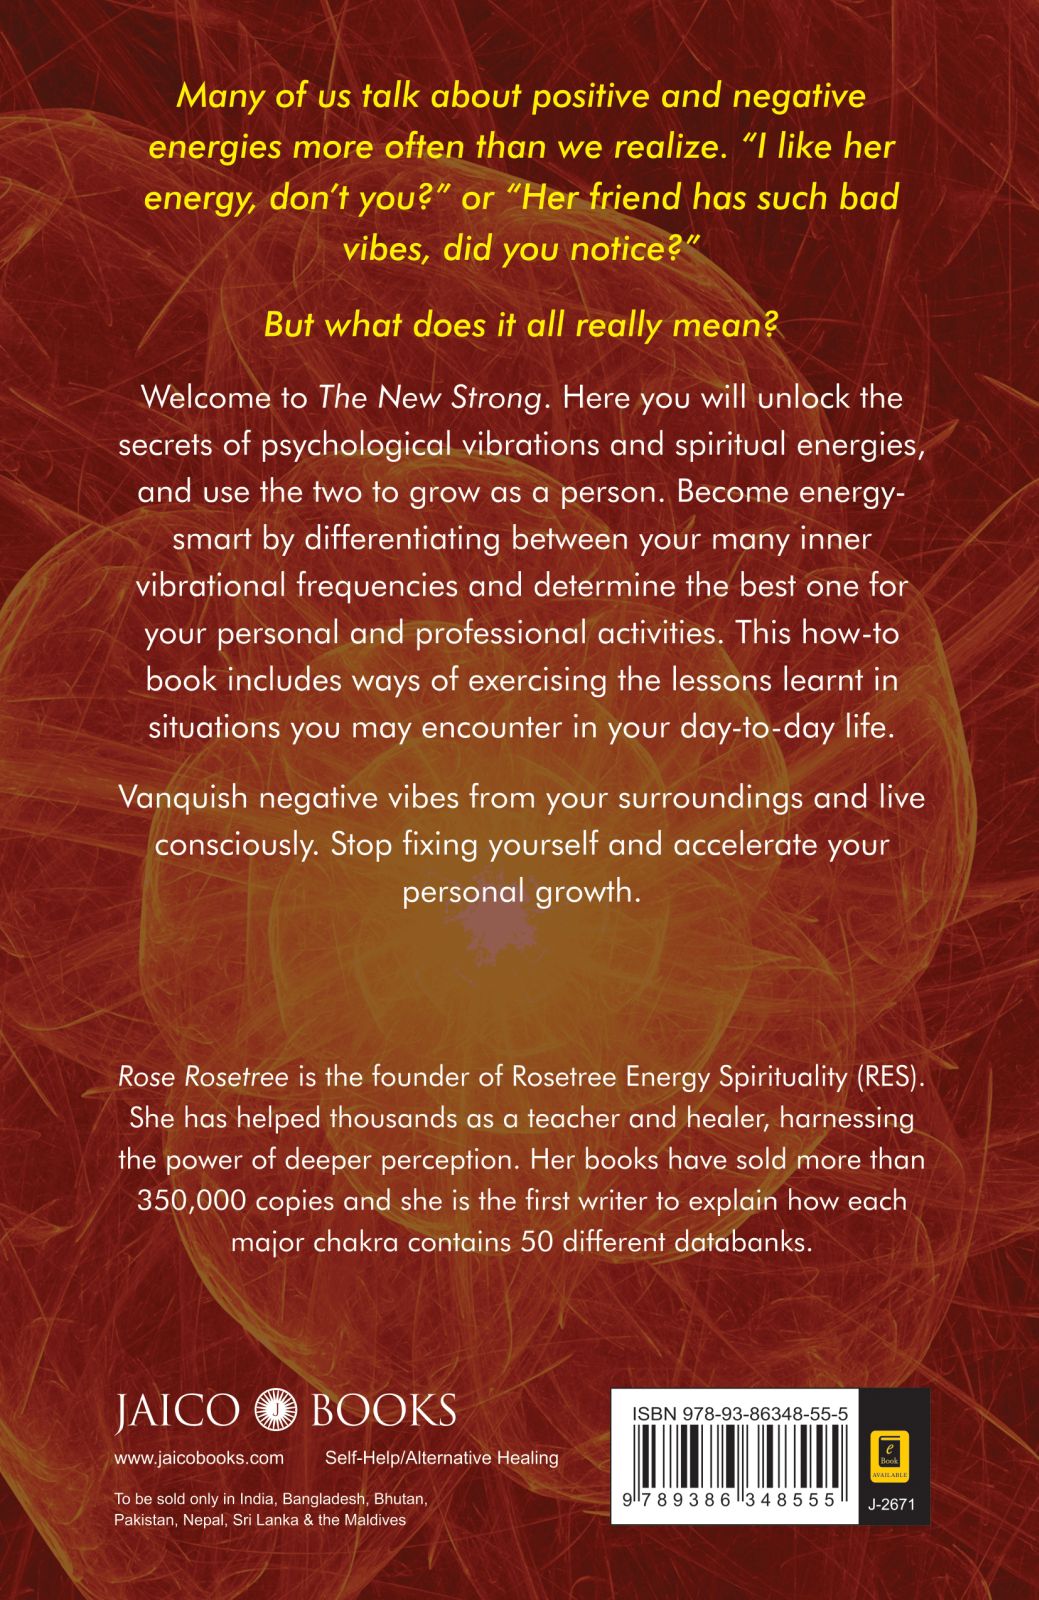 Many of us talk about positive and negative
energies more often than we realize. “I like her
energy, don’t you?” or “Her friend has such bad
vibes, did you notice?”
But what does it all really mean?
Welcome to The New Strong. Here you will unlock the
secrets of psychological vibrations and spiritual energies,
and use the two to grow as a person. Become energy-
smart by differentiating between your many inner
vibrational frequencies and determine the best one for
your personal and professional activities. This how-to
book includes ways of exercising the lessons learnt in
situations you may encounter in your day-to-day life.
Vanquish negative vibes from your surroundings and live
consciously. Stop fixing yourself and accelerate your
personal growth.
Rose Rosetree is the founder of Rosetree Energy Spirituality (RES).
She has helped thousands as a teacher and healer, harnessing
the power of deeper perception. Her books have sold more than
350,000 copies and she is the first writer to explain how each
major chakra contains 50 different databanks.
JAICO J BOOKS
www.jaicobooks.com Self-Help/Alternative Healing
To be sold only in India, Bangladesh, Bhutan,
Pakistan, Nepal, Sri Lanka & the Maldives
ISBN 978-93-86348-55-5
9 789386 348555
e
Book
AVAILABLE
J-2671